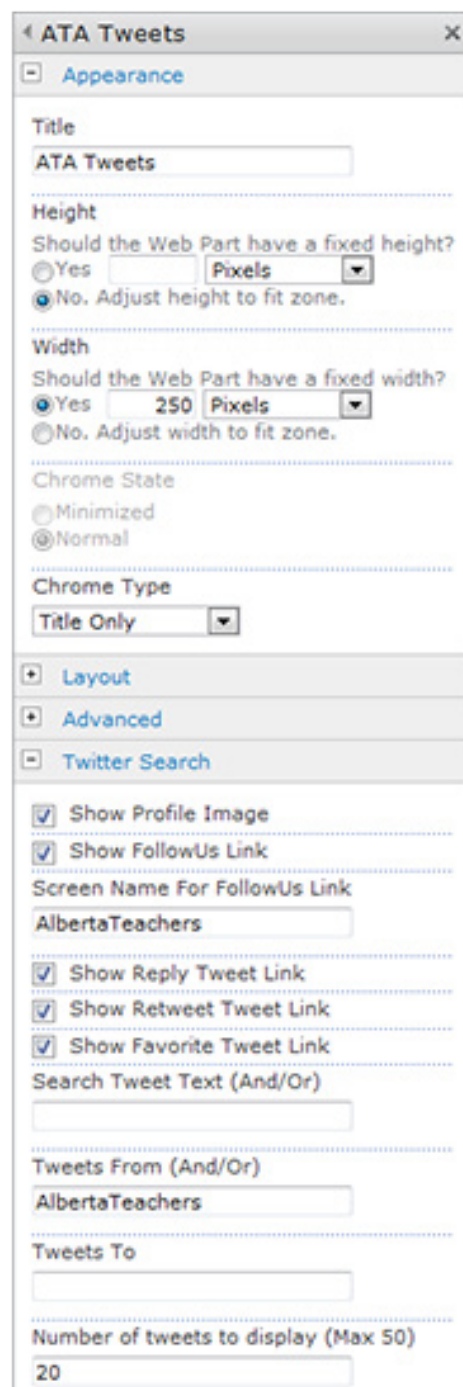 ATA Tweets
Appearance
Title
ATA Tweets
Height
Should the Web Part have a fixed height?
Yes Pixels
No. Adjust height to fit zone.
Width
Should the Web Part have a fixed width?
Yes 250 Pixels
No. Adjust width to fit zone.
Chrome State
Minimized
Normal
Chrome Type
Title Only
Layout
Advanced
Twitter Search
Show Profile Image
Show FollowUs Link
Screen Name For FollowUs Link
AlbertaTeachers
Show Reply Tweet Link
Show Retweet Tweet Link
Show Favorite Tweet Link
Search Tweet Text (And/Or)
Tweets From (And/Or)
AlbertaTeachers
Tweets To
Number of tweets to display (Max 50)
20